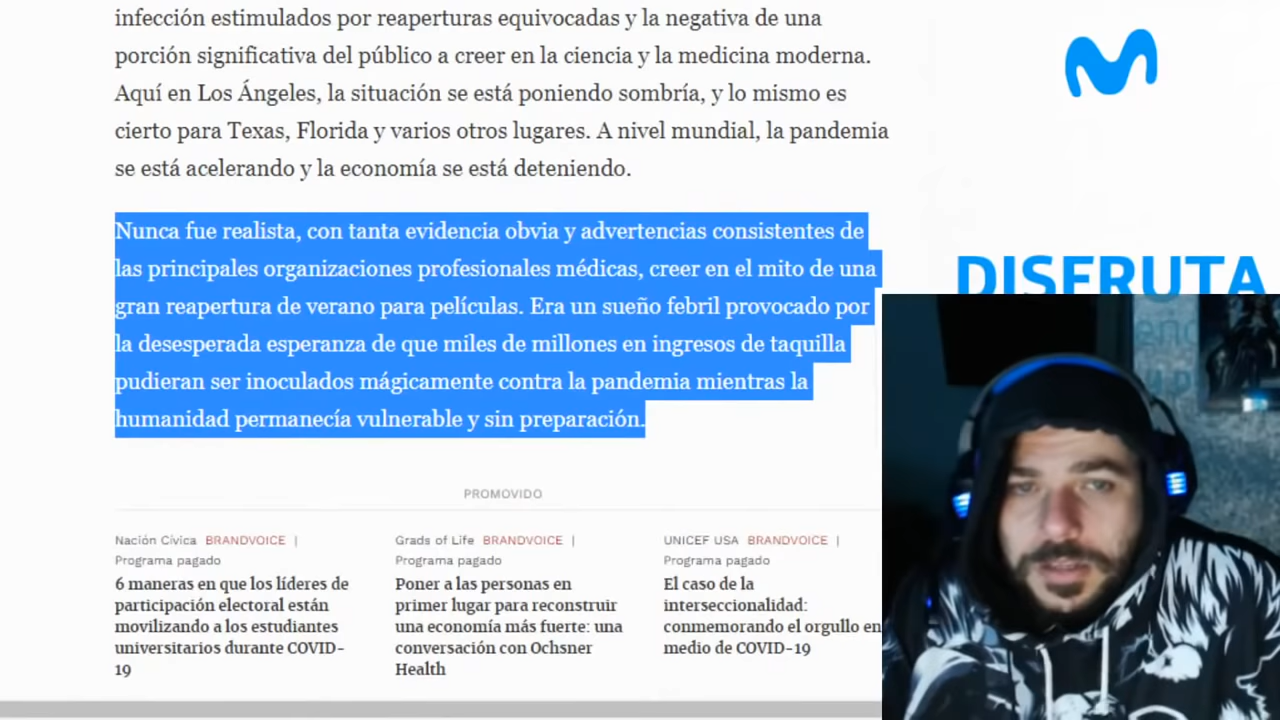 infección estimulados por reaperturas equivocadas y la negativa de una
porción significativa del público a creer en la ciencia y la medicina moderna.
Aquí en Los Ángeles, la situación se está poniendo sombría, y lo mismo es
cierto para Texas, Florida y varios otros lugares. A nivel mundial, la pandemia
se está acelerando y la economía se está deteniendo.
Nunca fue realista, con tanta evidencia obvia y advertencias consistentes de
las principales organizaciones profesionales médicas, creer en el mito de una
gran reapertura de verano para películas. Era un sueño febril provocado por
la desesperada esperanza de que miles de millones en ingresos de taquilla
pudieran ser inoculados mágicamente contra la pandemia mientras la
humanidad permanecía vulnerable y sin preparación.
DISFRUTA
PROMOVIDO
Nación Cívica BRANDVOICE |
Programa pagado
6 maneras en que los líderes de
participación electoral están
movilizando a los estudiantes
universitarios durante COVID-
19
Grads of Life BRANDVOICE |
Programa pagado
Poner a las personas en
primer lugar para reconstruir
una economía más fuerte: una
conversación con Ochsner
Health
UNICEF USA BRANDVOICE |
Programa pagado
El caso de la
interseccionalidad:
conmemorando el orgullo en
medio de COVID-19